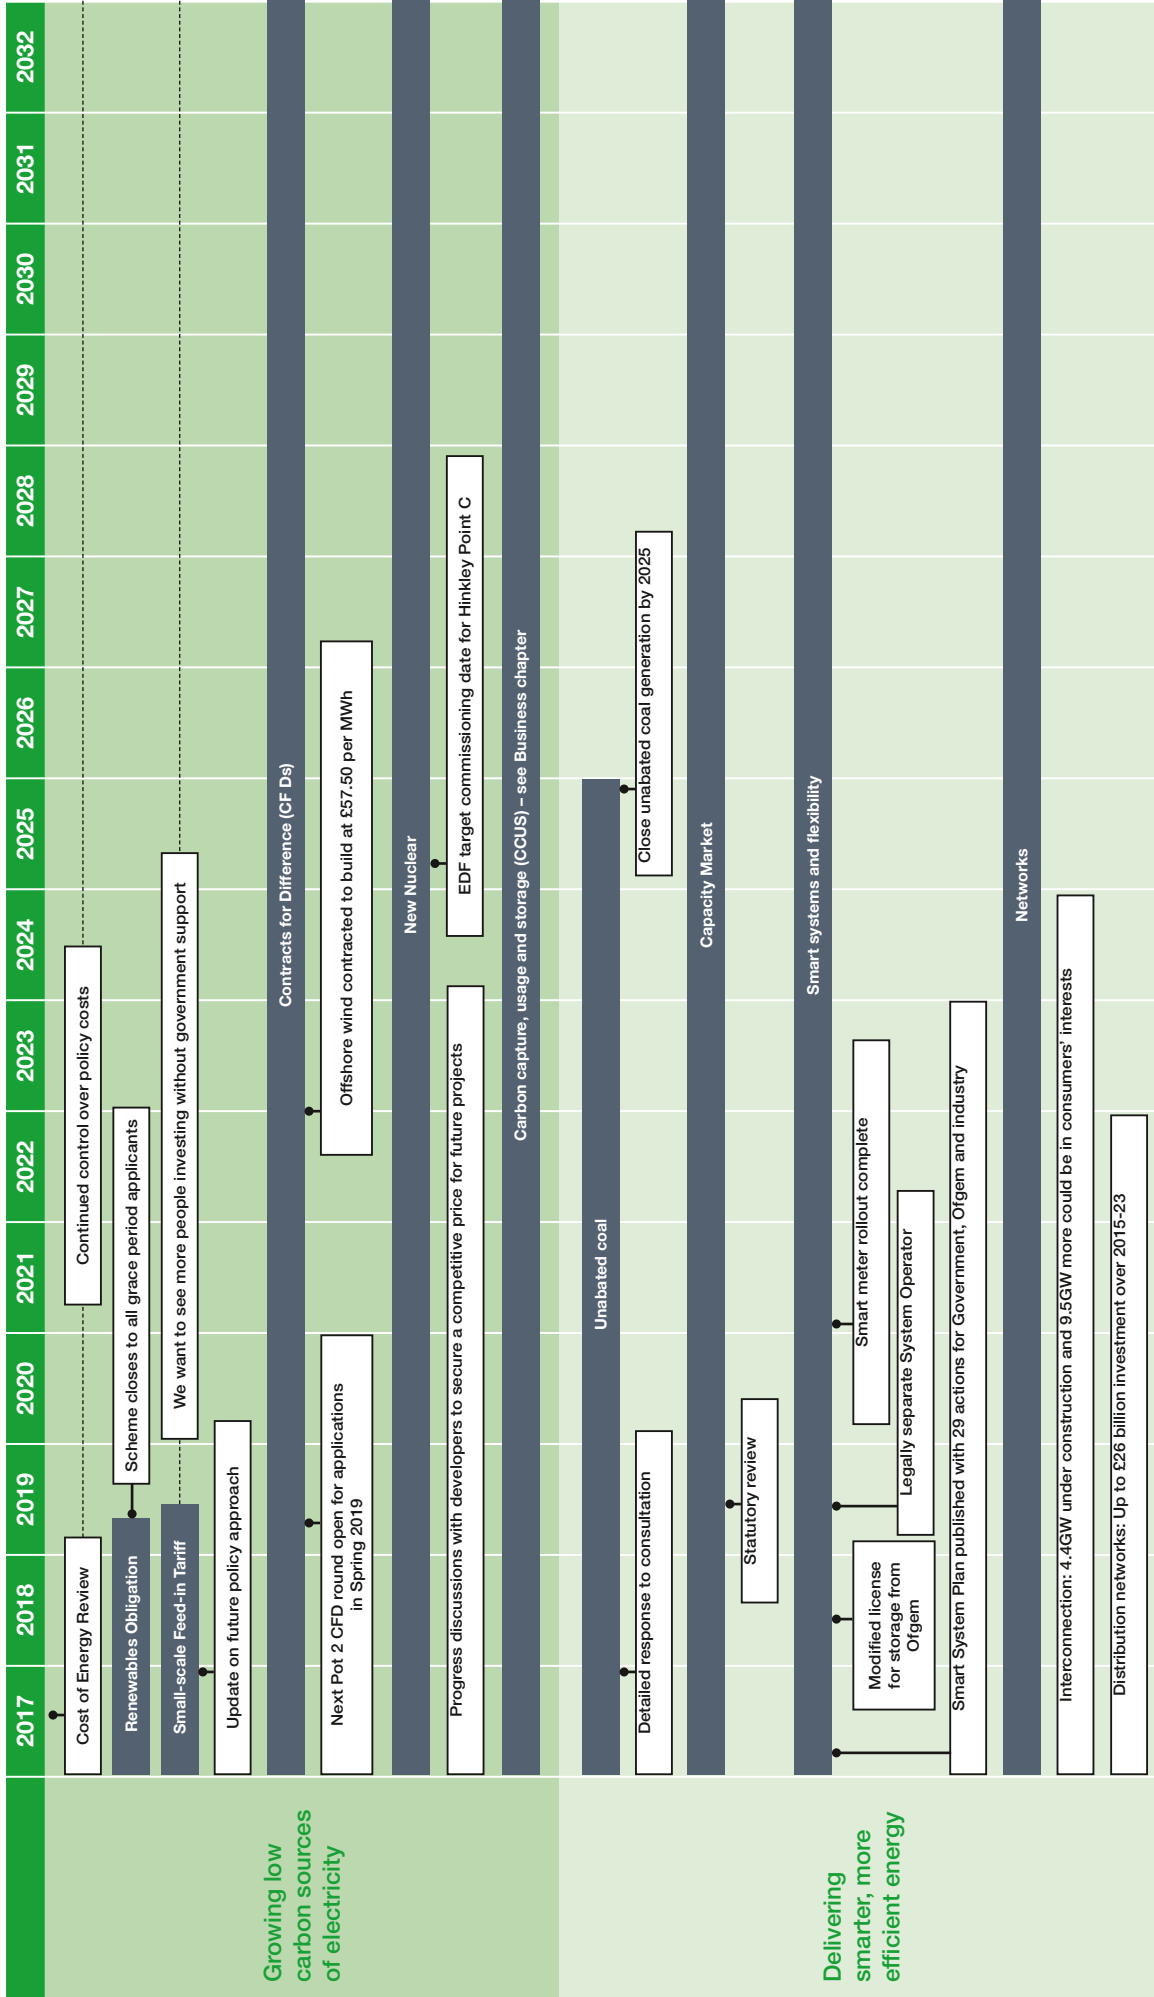 2017 2018 2019 2020 2021 2022 2023 2024 2025 2026 2027 2028 2029 2030 2031 2032
Growing low
carbon sources
of electricity
Cost of Energy Review
Continued control over policy costs
Renewables Obligation
Scheme closes to all grace period applicants
Small-scale Feed-in Tariff
We want to see more people investing without government support
Update on future policy approach
Contracts for Difference (CF Ds)
Next Pot 2 CFD round open for applications
in Spring 2019
Offshore wind contracted to build at £57.50 per MWh
New Nuclear
Progress discussions with developers to secure a competitive price for future projects
EDF target commissioning date for Hinkley Point C
Carbon capture, usage and storage (CCUS) – see Business chapter
Delivering
smarter, more
efficient energy
Unabated coal
Detailed response to consultation
Close unabated coal generation by 2025
Capacity Market
Statutory review
Smart systems and flexibility
Modified license
for storage from
Ofgem
Smart meter rollout complete
Legally separate System Operator
Smart System Plan published with 29 actions for Government, Ofgem and industry
Networks
Interconnection: 4.4GW under construction and 9.5GW more could be in consumers’ interests
Distribution networks: Up to £26 billion investment over 2015-23